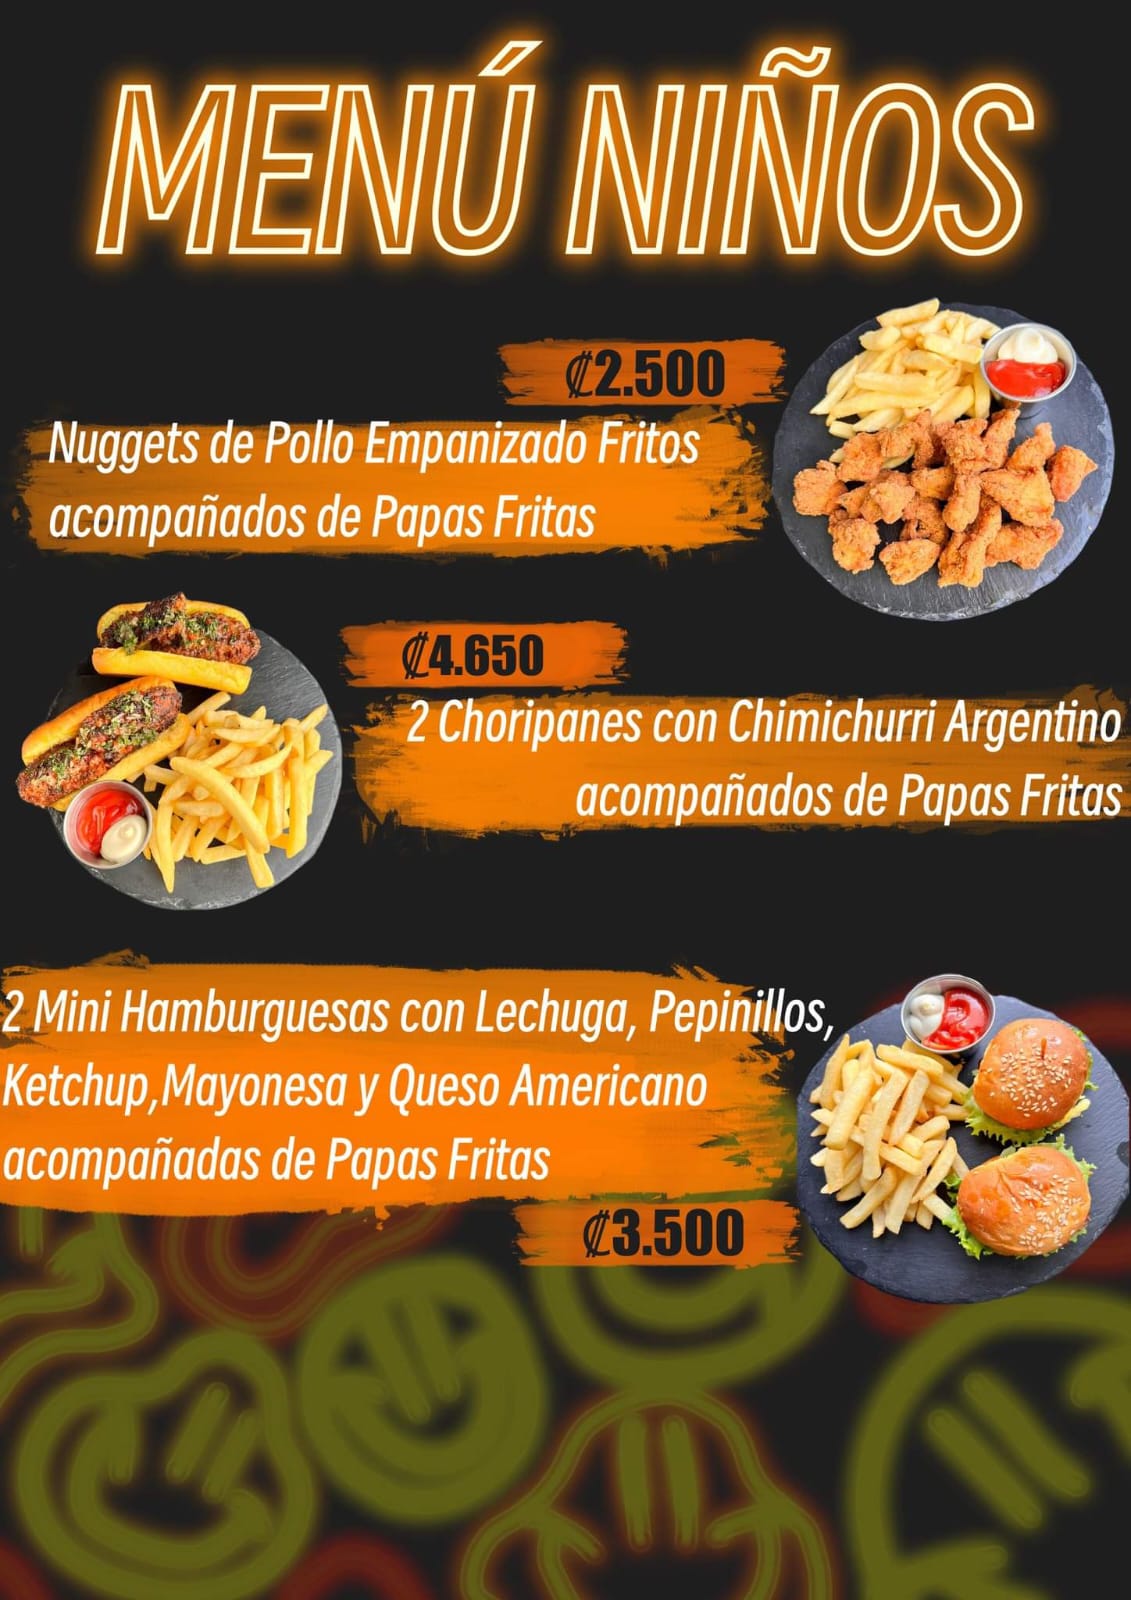 MENÚ NIÑOS
₡2.500
Nuggets de Pollo Empanizado Fritos
acompañados de Papas Fritas
₡4.650
2 Choripanes con Chimichurri Argentino
acompañados de Papas Fritas
2 Mini Hamburguesas con Lechuga, Pepinillos,
Ketchup,Mayonesa y Queso Americano
acompañadas de Papas Fritas
₡3.500